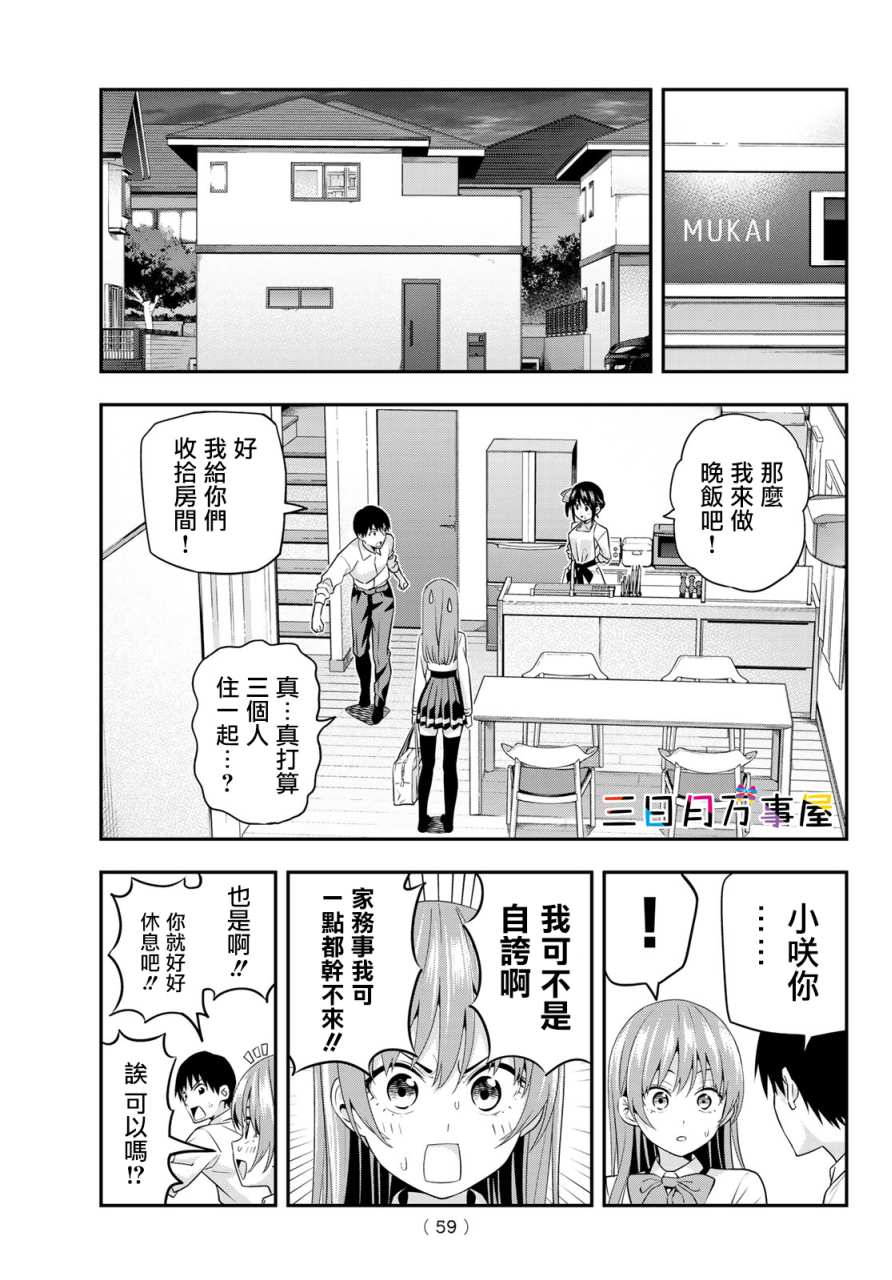 MUKAI
那麼
我來做
晚飯吧！
好
我給你們
收拾房間！
真…真打算
三個人
住一起…？
三日月万事屋
小咲你
……
！
我可不是
自誇啊
家務事我可
一點都幹不來!!
也是啊!!
你就好好
休息吧!!
誒 可以嗎!?
（ 59 ）